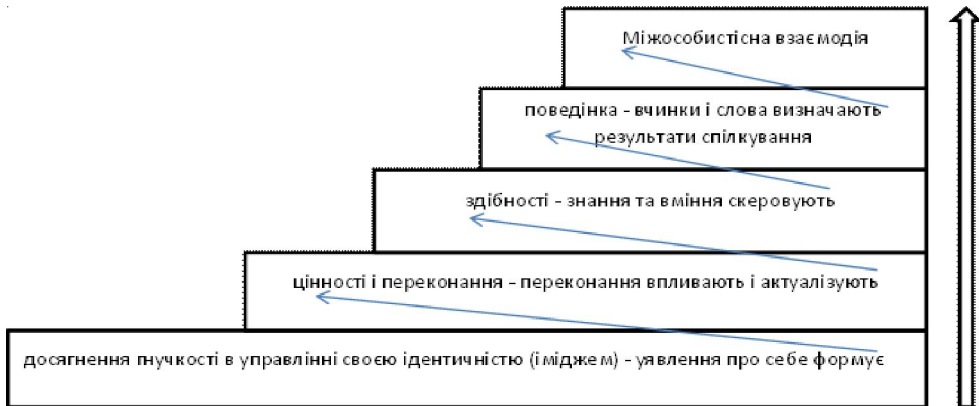 Міжособистісна взаємодія
поведінка - вчинки і слова визначають
результати спілкування
здібності - знання та вміння скеровують
цінності і переконання - переконання впливають і актуалізують
досягнення гнучкості в управлінні своєю ідентичністю (іміджем) - уявлення про себе формує